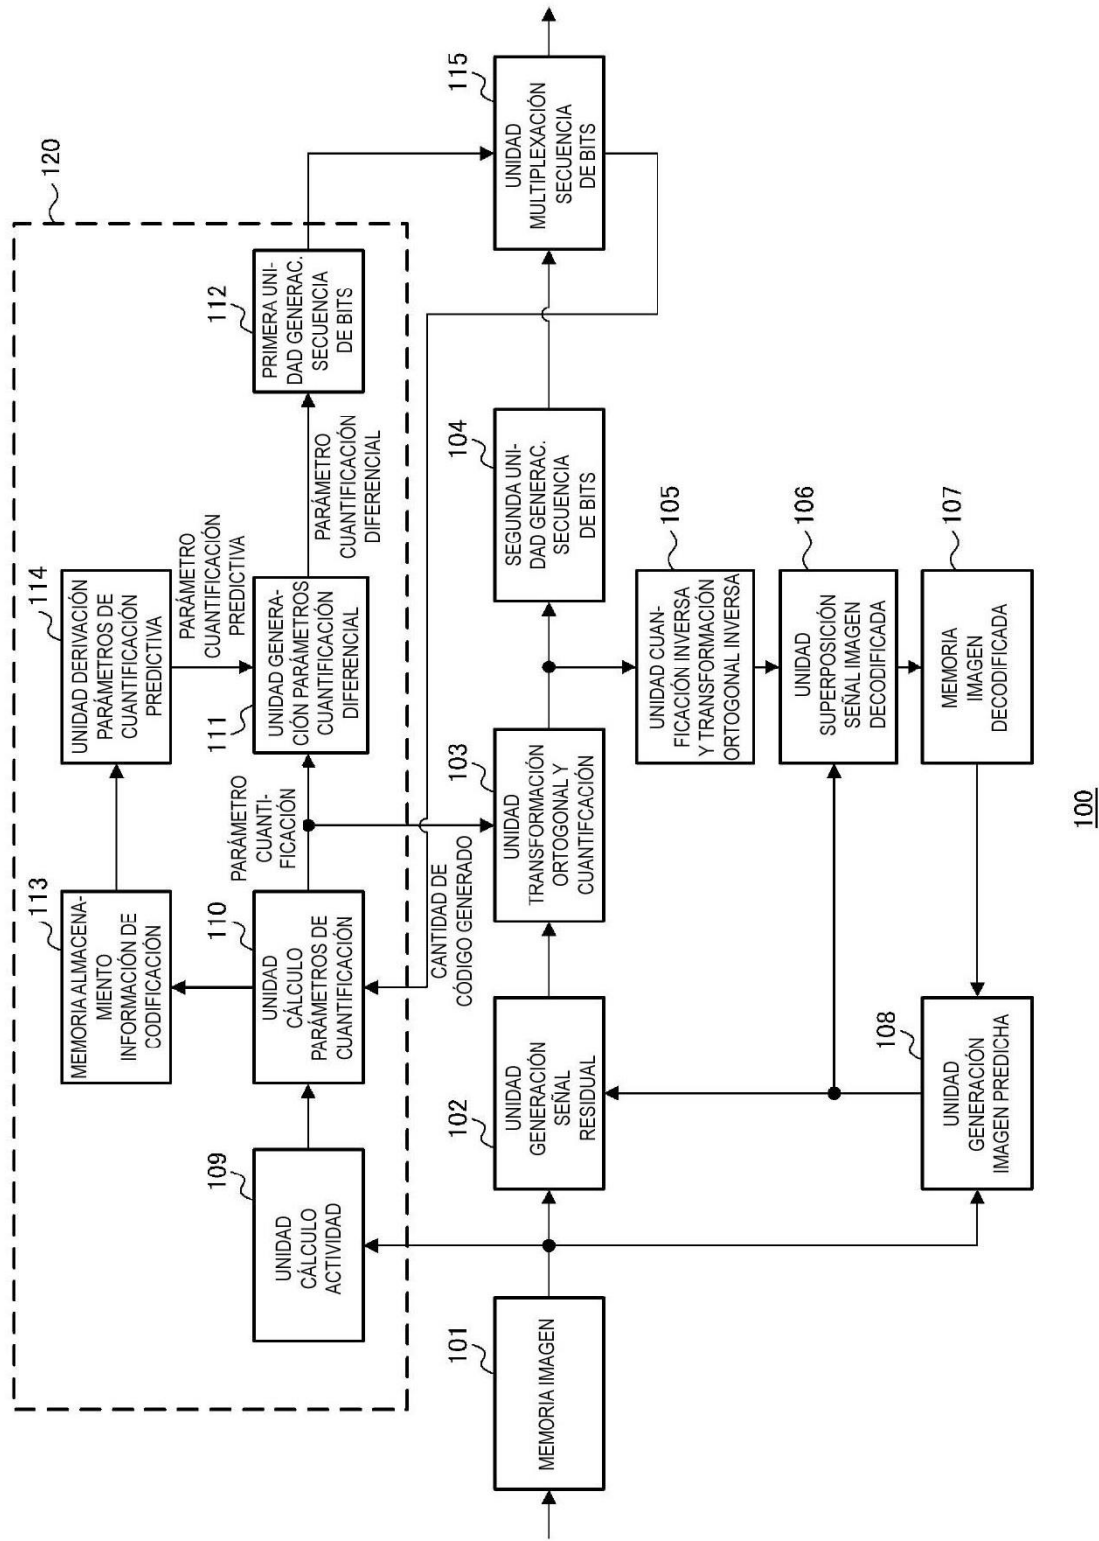 120
113
MEMORIA ALMACENA-
MIENTO
INFORMACIÓN DE
CODIFICACIÓN
114
UNIDAD DERIVACIÓN
PARÁMETROS DE
CUANTIFICACIÓN
PREDICTIVA
PARÁMETRO
CUANTIFICACIÓN
PREDICTIVA
109
UNIDAD
CÁLCULO
ACTIVIDAD
110
UNIDAD
CÁLCULO
PARÁMETROS DE
CUANTIFICACIÓN
PARÁMETRO
CUANTI-
FICACIÓN
111
UNIDAD GENERA-
CIÓN PARÁMETROS
CUANTIFICACIÓN
DIFERENCIAL
PARÁMETRO
CUANTIFICACIÓN
DIFERENCIAL
112
PRIMERA UNI-
DAD GENERAC.
SECUENCIA
DE BITS
CANTIDAD DE
CÓDIGO GENERADO
101
MEMORIA IMAGEN
102
UNIDAD
GENERACIÓN
SEÑAL
RESIDUAL
103
UNIDAD
TRANSFORMACIÓN
ORTOGONAL Y
CUANTIFCACIÓN
104
SEGUNDA UNI-
DAD GENERAC.
SECUENCIA
DE BITS
115
UNIDAD
MULTIPLEXACIÓN
SECUENCIA
DE BITS
105
UNIDAD CUAN-
FICACIÓN INVERSA
Y TRANSFORMACIÓN
ORTOGONAL INVERSA
106
UNIDAD
SUPERPOSICIÓN
SEÑAL IMAGEN
DECODIFICADA
108
UNIDAD
GENERACIÓN
IMAGEN PREDICHA
107
MEMORIA
IMAGEN
DECODIFICADA
100